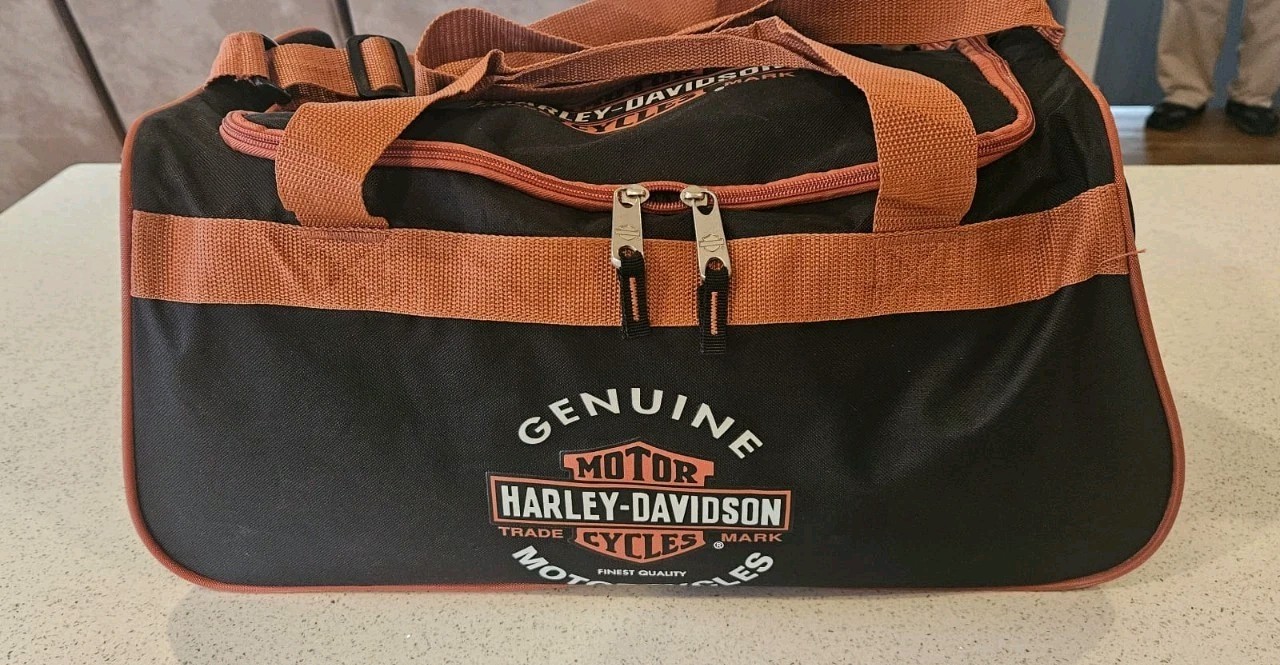 HARLEY-DAVIDSON
CYCLES MARK
GENUINE
MOTOR
HARLEY-DAVIDSON
TRADE MARK
CYCLES ®
FINEST QUALITY